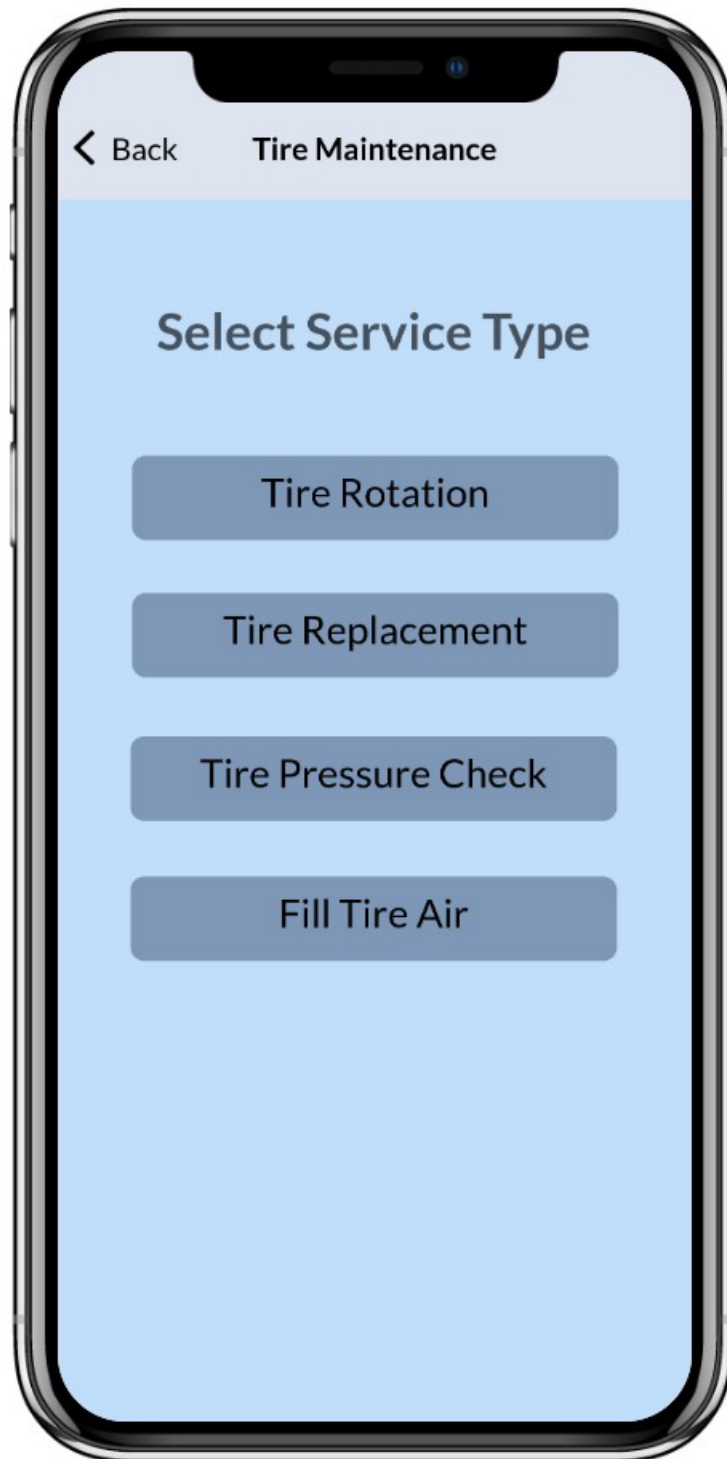 Back Tire Maintenance
Select Service Type
Tire Rotation
Tire Replacement
Tire Pressure Check
Fill Tire Air